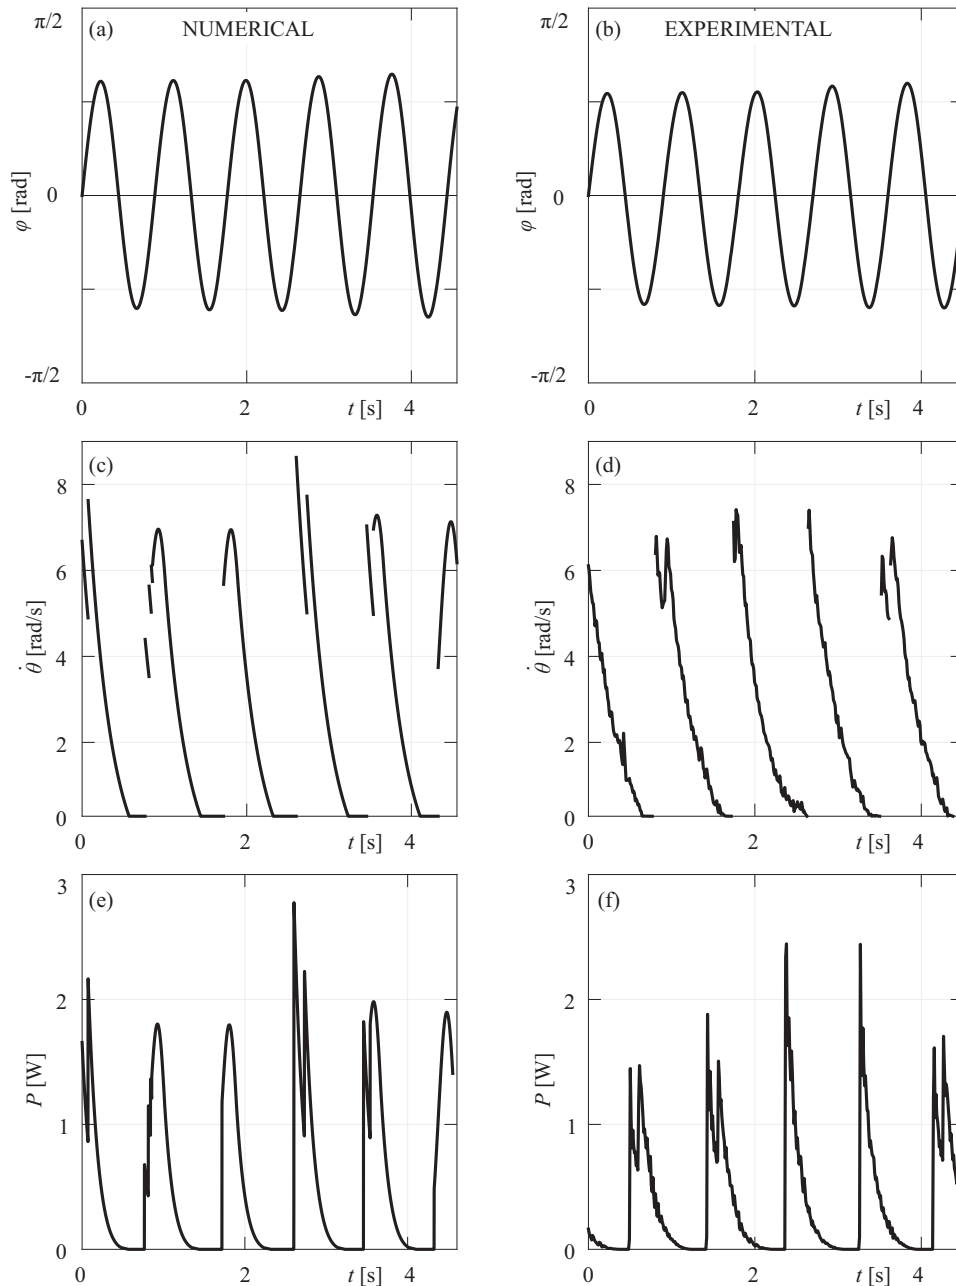 π/2 (a) NUMERICAL
0
φ [rad]
-π/2
0 2 t [s] 4
π/2 (b) EXPERIMENTAL
0
φ [rad]
-π/2
0 2 t [s] 4
(c)
8
6
4
2
0
θ̇ [rad/s]
0 2 t [s] 4
(d)
8
6
4
2
0
θ̇ [rad/s]
0 2 t [s] 4
3
(e)
2
1
0
P [W]
0 2 t [s] 4
3
(f)
2
1
0
P [W]
0 2 t [s] 4